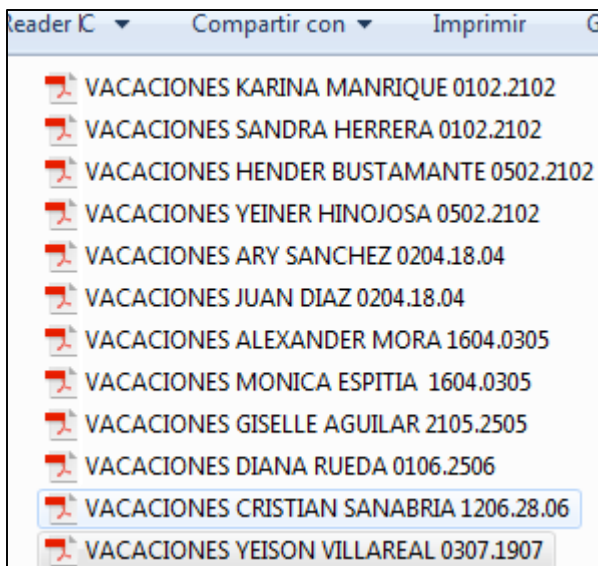 Reader IC Compartir con Imprimir G
VACACIONES KARINA MANRIQUE 0102.2102
VACACIONES SANDRA HERRERA 0102.2102
VACACIONES HENDER BUSTAMANTE 0502.2102
VACACIONES YEINER HINOJOSA 0502.2102
VACACIONES ARY SANCHEZ 0204.18.04
VACACIONES JUAN DIAZ 0204.18.04
VACACIONES ALEXANDER MORA 1604.0305
VACACIONES MONICA ESPITIA  1604.0305
VACACIONES GISELLE AGUILAR 2105.2505
VACACIONES DIANA RUEDA 0106.2506
VACACIONES CRISTIAN SANABRIA 1206.28.06
VACACIONES YEISON VILLAREAL 0307.1907